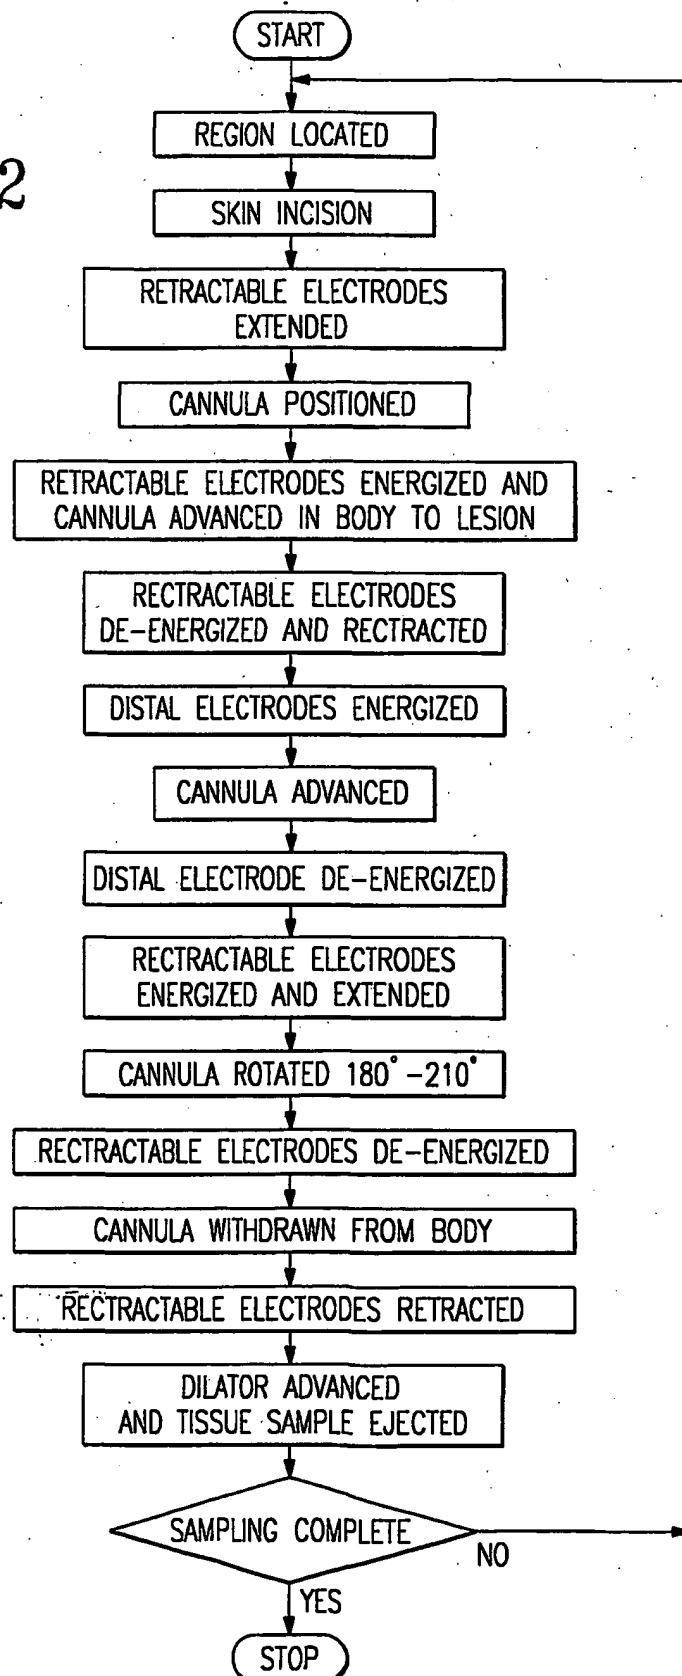 START
REGION LOCATED
2
SKIN INCISION
RETRACTABLE ELECTRODES
EXTENDED
CANNULA POSITIONED
RETRACTABLE ELECTRODES ENERGIZED AND
CANNULA ADVANCED IN BODY TO LESION
RECTRACTABLE ELECTRODES
DE-ENERGIZED AND RECTRACTED
DISTAL ELECTRODES ENERGIZED
CANNULA ADVANCED
DISTAL ELECTRODE DE-ENERGIZED
RECTRACTABLE ELECTRODES
ENERGIZED AND EXTENDED
CANNULA ROTATED 180°-210°
RECTRACTABLE ELECTRODES DE-ENERGIZED
CANNULA WITHDRAWN FROM BODY
RECTRACTABLE ELECTRODES RETRACTED
DILATOR ADVANCED
AND TISSUE SAMPLE EJECTED
SAMPLING COMPLETE
NO
YES
STOP